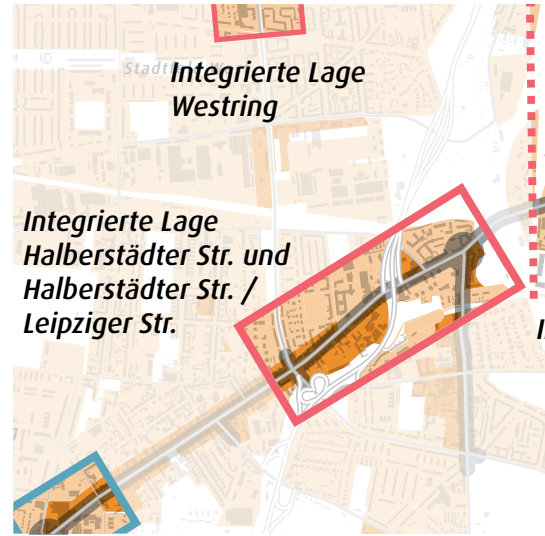 Integrierte Lage
Westring
Integrierte Lage
Halberstädter Str. und
Halberstädter Str. /
Leipziger Str.